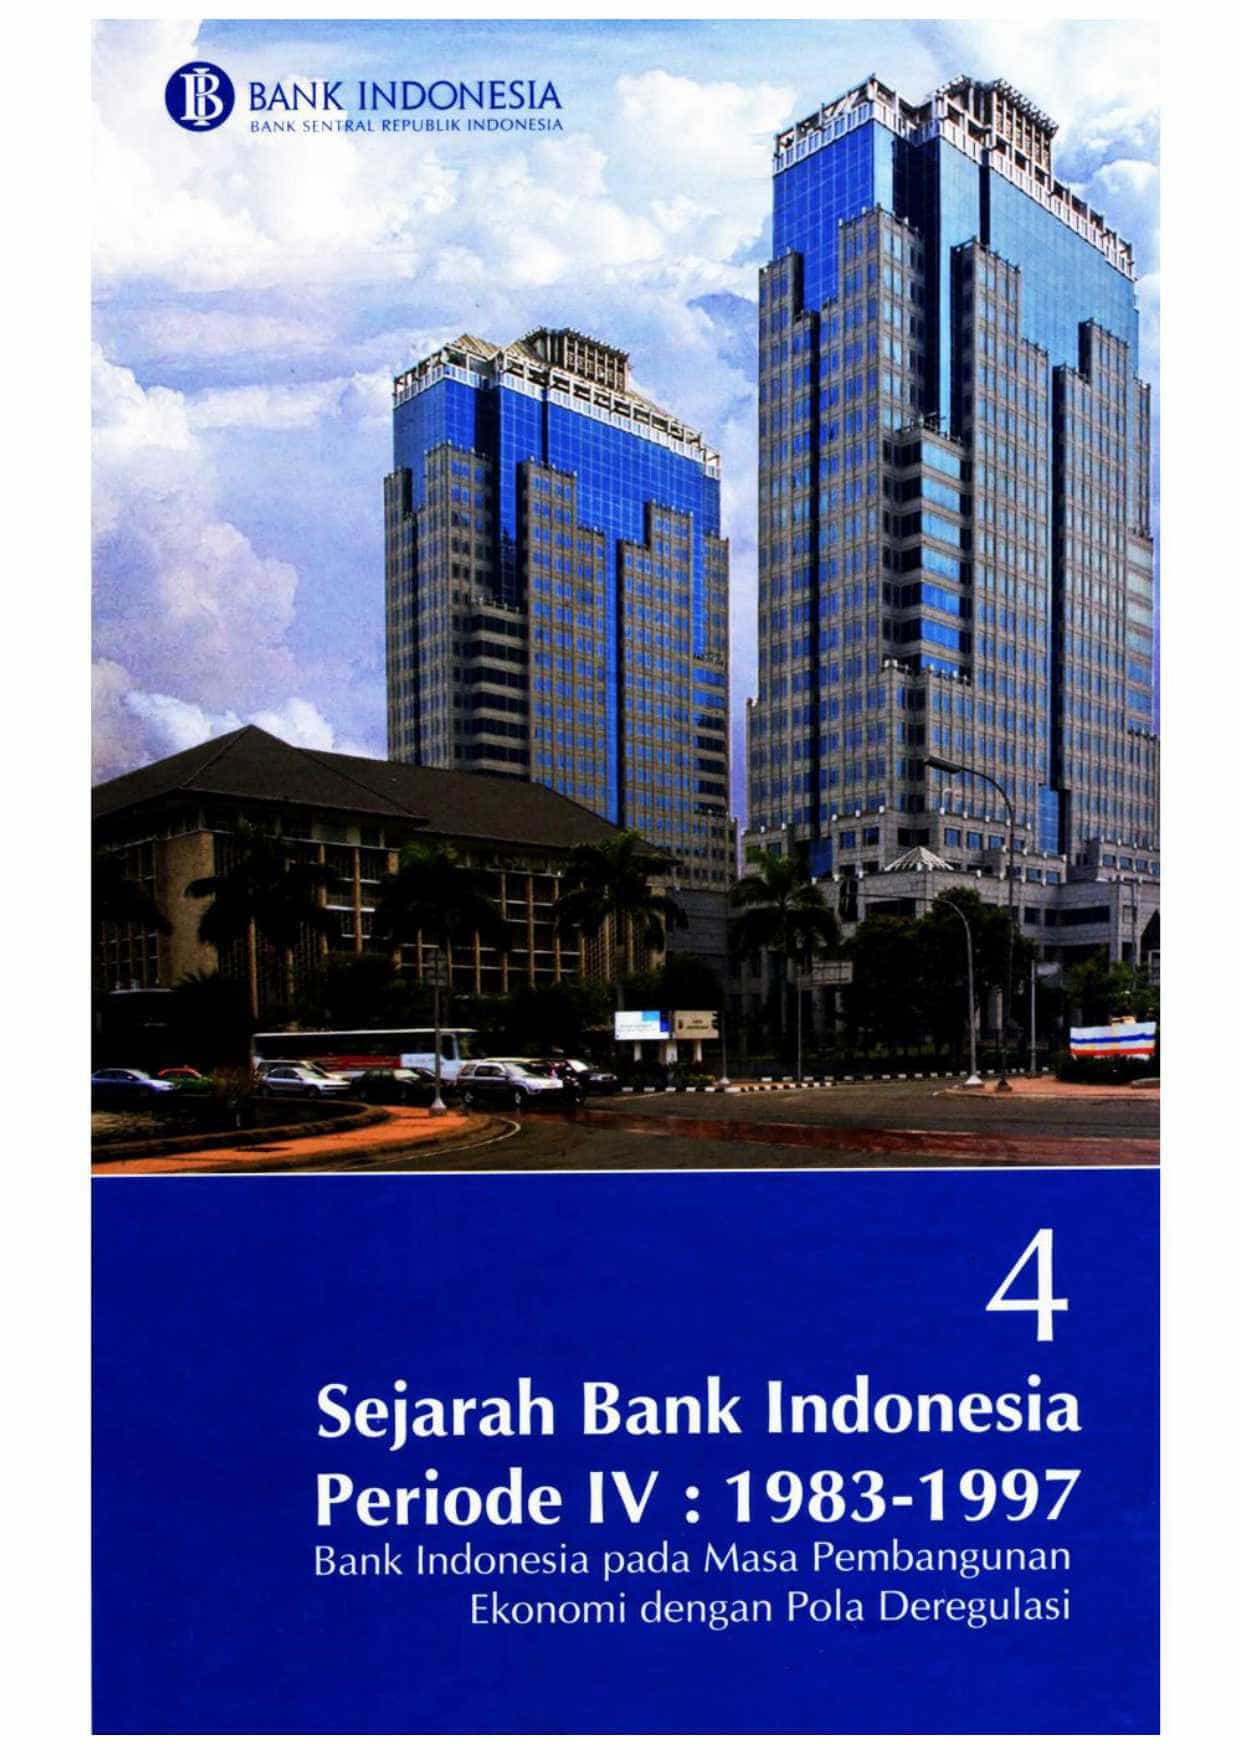 BANK INDONESIA
BANK SENTRAL REPUBLIK INDONESIA
4
Sejarah Bank Indonesia
Periode IV : 1983-1997
Bank Indonesia pada Masa Pembangunan
Ekonomi dengan Pola Deregulasi